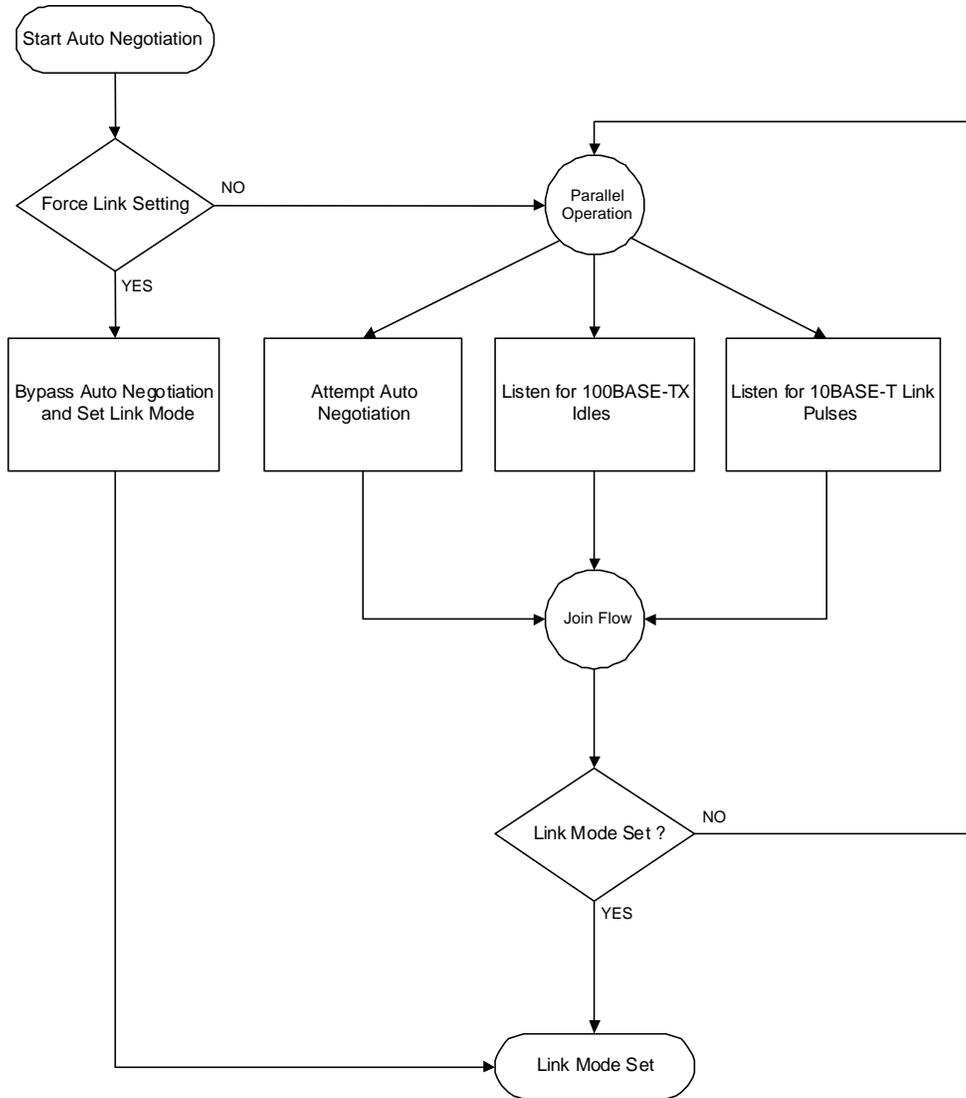 Start Auto Negotiation
Force Link Setting
NO
Parallel
Operation
YES
Bypass Auto Negotiation
and Set Link Mode
Attempt Auto
Negotiation
Listen for 100BASE-TX
Idles
Listen for 10BASE-T Link
Pulses
Join Flow
Link Mode Set ?
NO
YES
Link Mode Set